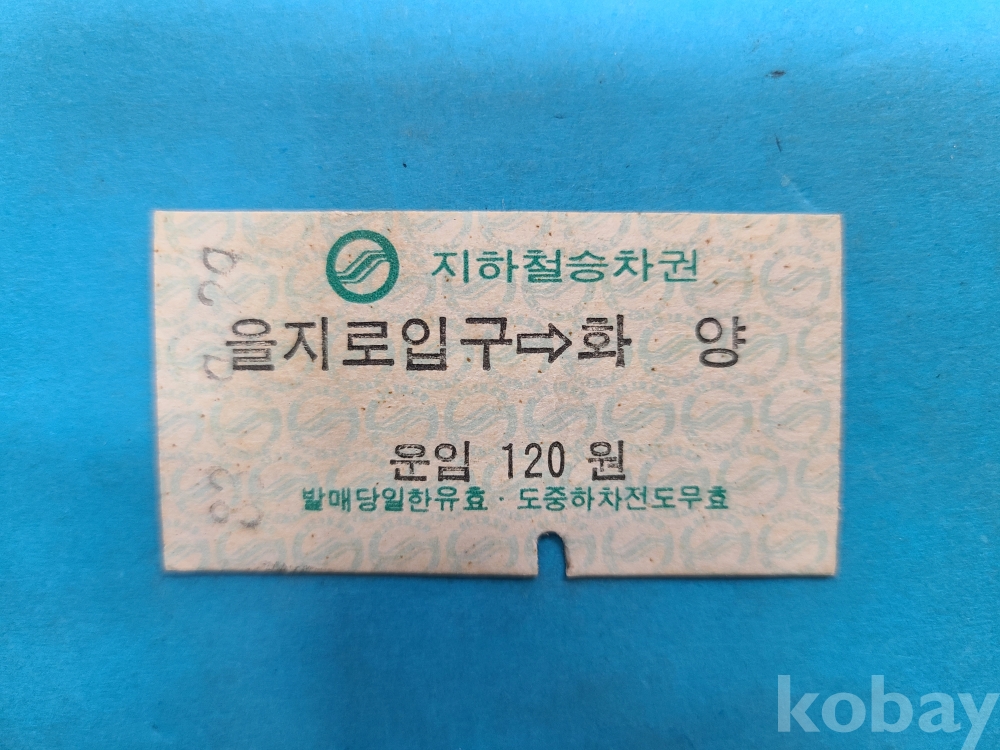 지하철승차권
을지로입구⇨화 양
운임 120 원
발매당일한유효·도중하차전도무효
kobay